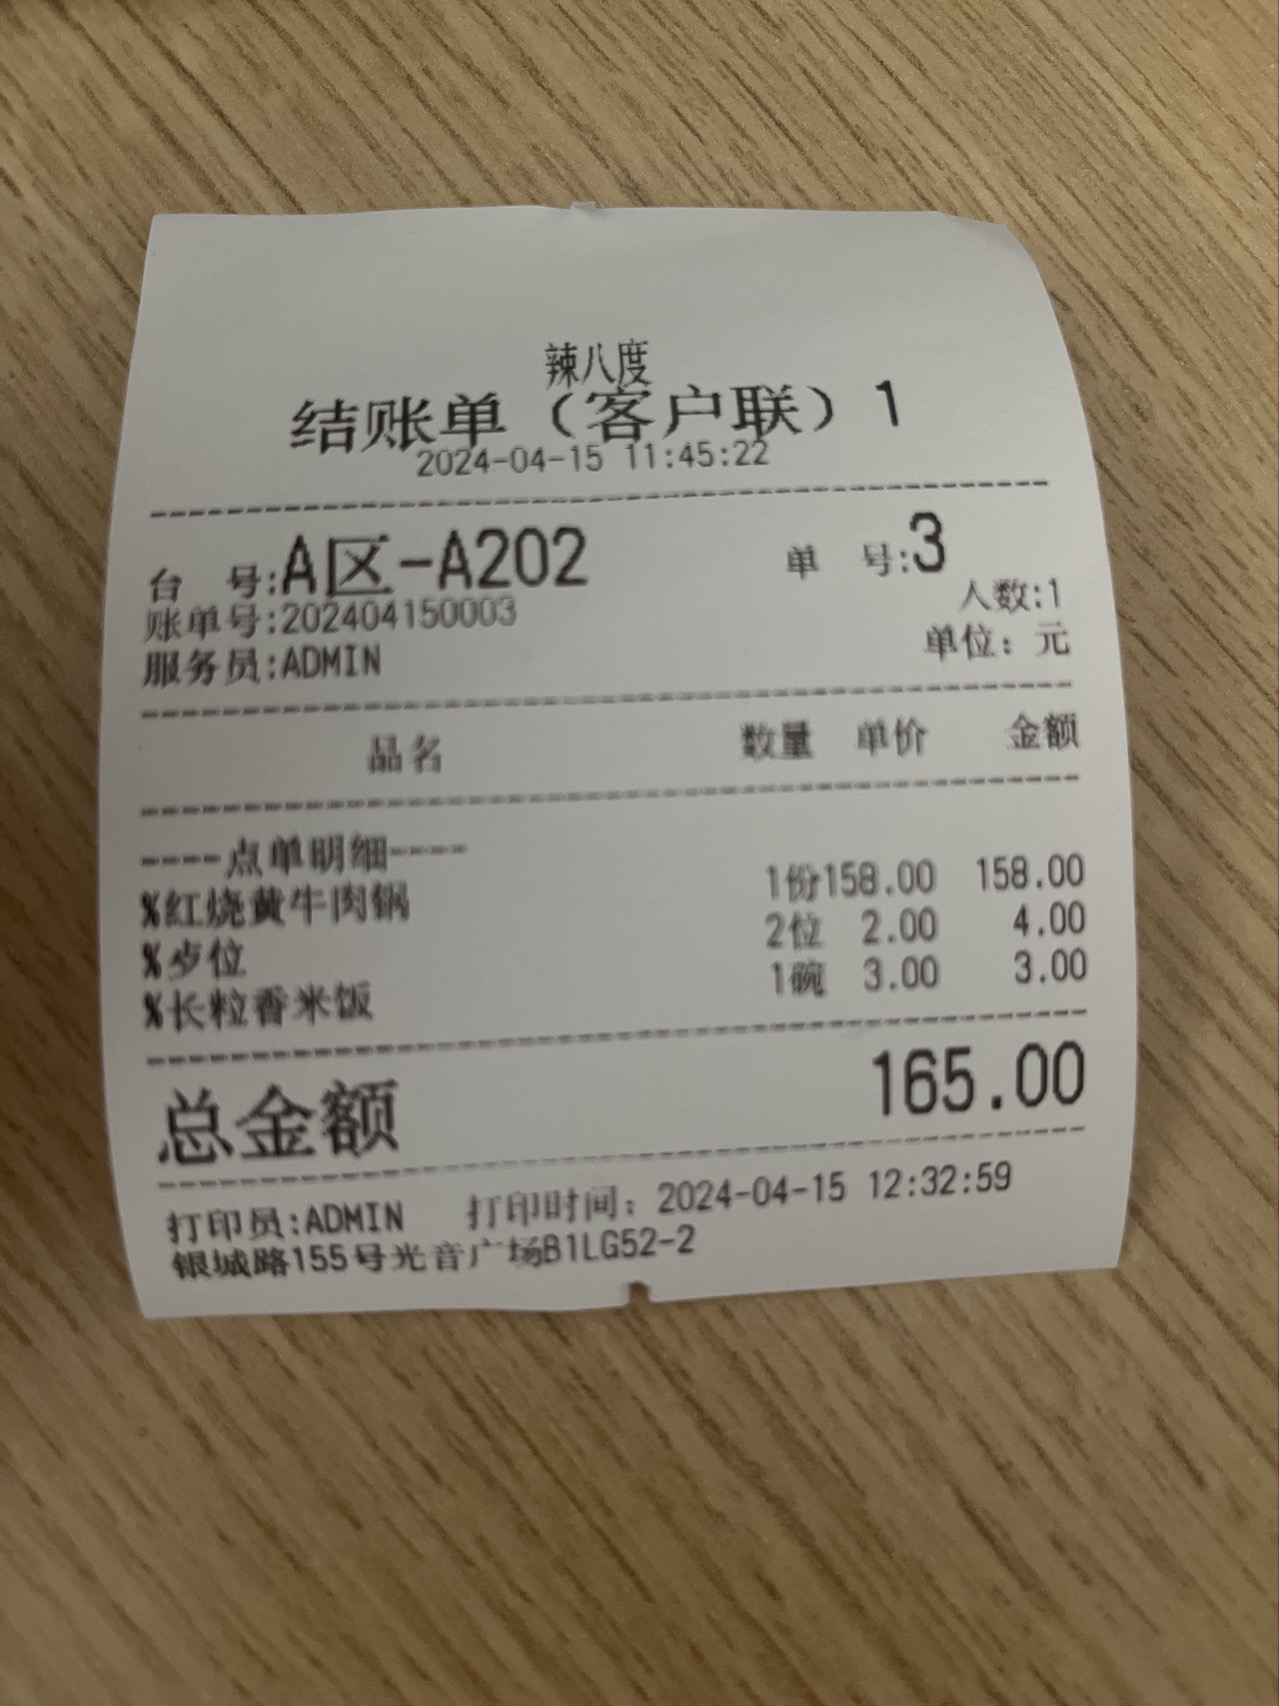 辣八度
结账单（客户联）1
2024-04-15 11:45:22
台 号:A区-A202 单 号:3
账单号:202404150003 人数:1
服务员:ADMIN 单位：元
品名 数量 单价 金额
----点单明细----
%红烧黄牛肉锅 1份158.00 158.00
%岁位 2位 2.00 4.00
%长粒香米饭 1碗 3.00 3.00
总金额 165.00
打印员:ADMIN 打印时间：2024-04-15 12:32:59
银城路155号光音广场B1LG52-2